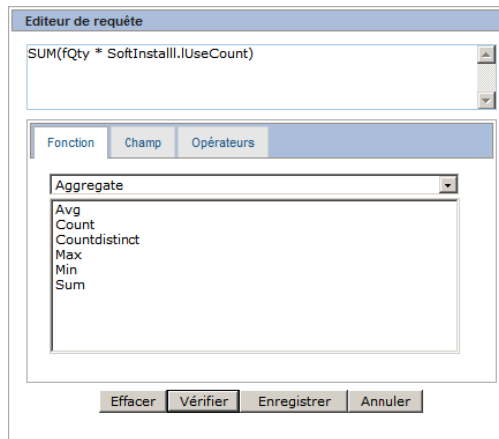 Editeur de requête
SUM(fQty * SoftInstalll.lUseCount)
Fonction Champ Opérateurs
Aggregate
Avg
Count
Countdistinct
Max
Min
Sum
Effacer Vérifier Enregistrer Annuler